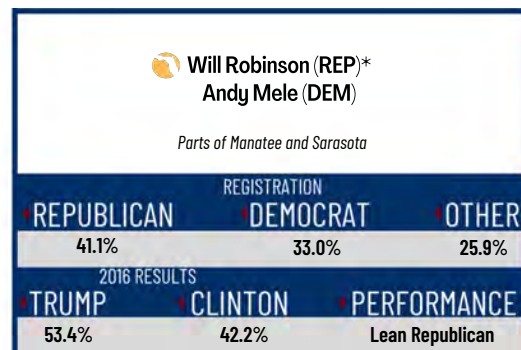 Will Robinson (REP)*
Andy Mele (DEM)
Parts of Manatee and Sarasota
REGISTRATION
REPUBLICAN DEMOCRAT OTHER
41.1% 33.0% 25.9%
2016 RESULTS
TRUMP CLINTON PERFORMANCE
53.4% 42.2% Lean Republican